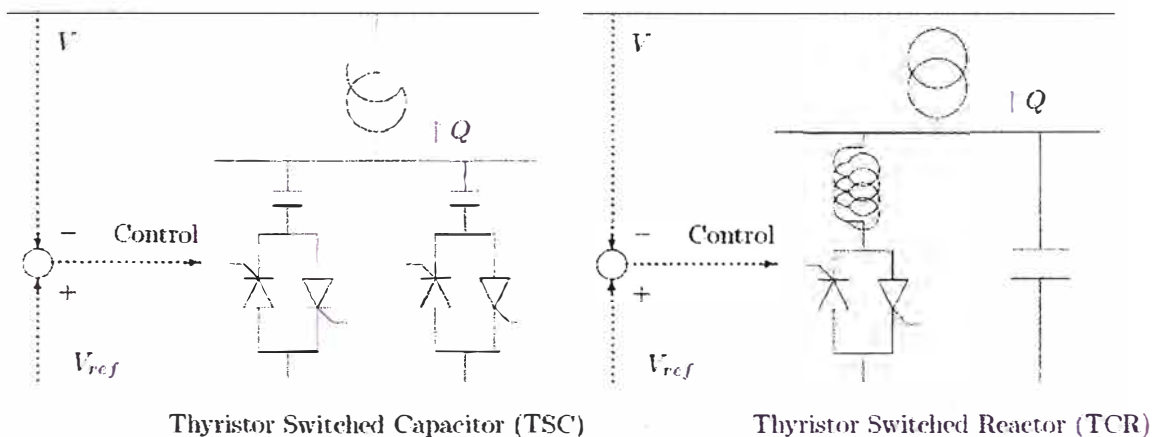 V
V
Q
Q
− Control
− Control
+
+
V_ref
V_ref
Thyristor Switched Capacitor (TSC)
Thyristor Switched Reactor (TCR)